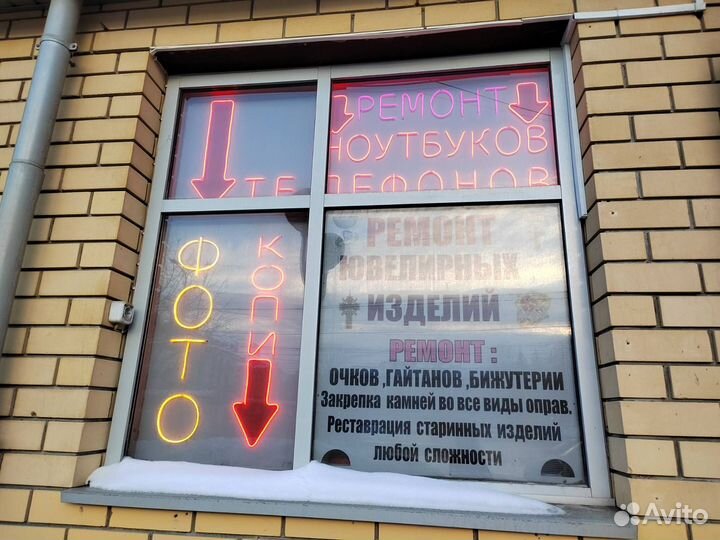 РЕМОНТ
НОУТБУКОВ
ТЕЛЕФОНОВ
ФОТО
КОПИИ
РЕМОНТ
ЮВЕЛИРНЫХ
ИЗДЕЛИЙ
РЕМОНТ :
ОЧКОВ ,ГАЙТАНОВ ,БИЖУТЕРИИ
Закрепка камней во все виды оправ.
Реставрация старинных изделий
любой сложности
Avito